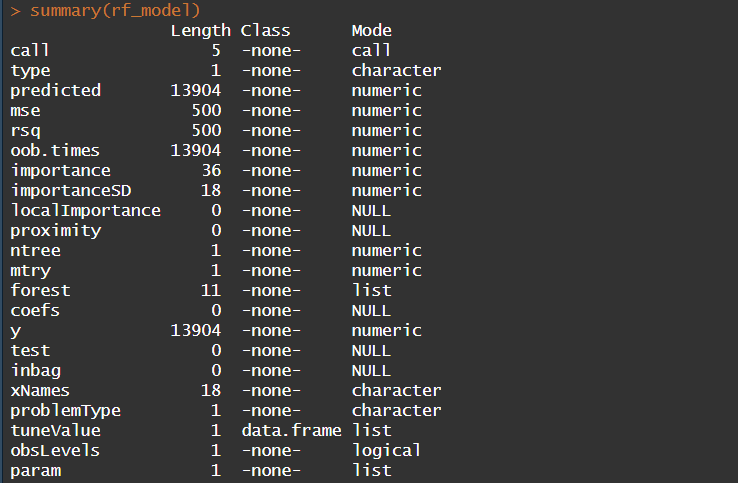 > summary(rf_model)
                Length Class      Mode
call                5  -none-     call
type                1  -none-     character
predicted       13904  -none-     numeric
mse               500  -none-     numeric
rsq               500  -none-     numeric
oob.times       13904  -none-     numeric
importance         36  -none-     numeric
importanceSD       18  -none-     numeric
localImportance     0  -none-     NULL
proximity           0  -none-     NULL
ntree               1  -none-     numeric
mtry                1  -none-     numeric
forest             11  -none-     list
coefs               0  -none-     NULL
y               13904  -none-     numeric
test                0  -none-     NULL
inbag               0  -none-     NULL
xNames             18  -none-     character
problemType         1  -none-     character
tuneValue           1  data.frame list
obsLevels           1  -none-     logical
param               1  -none-     list